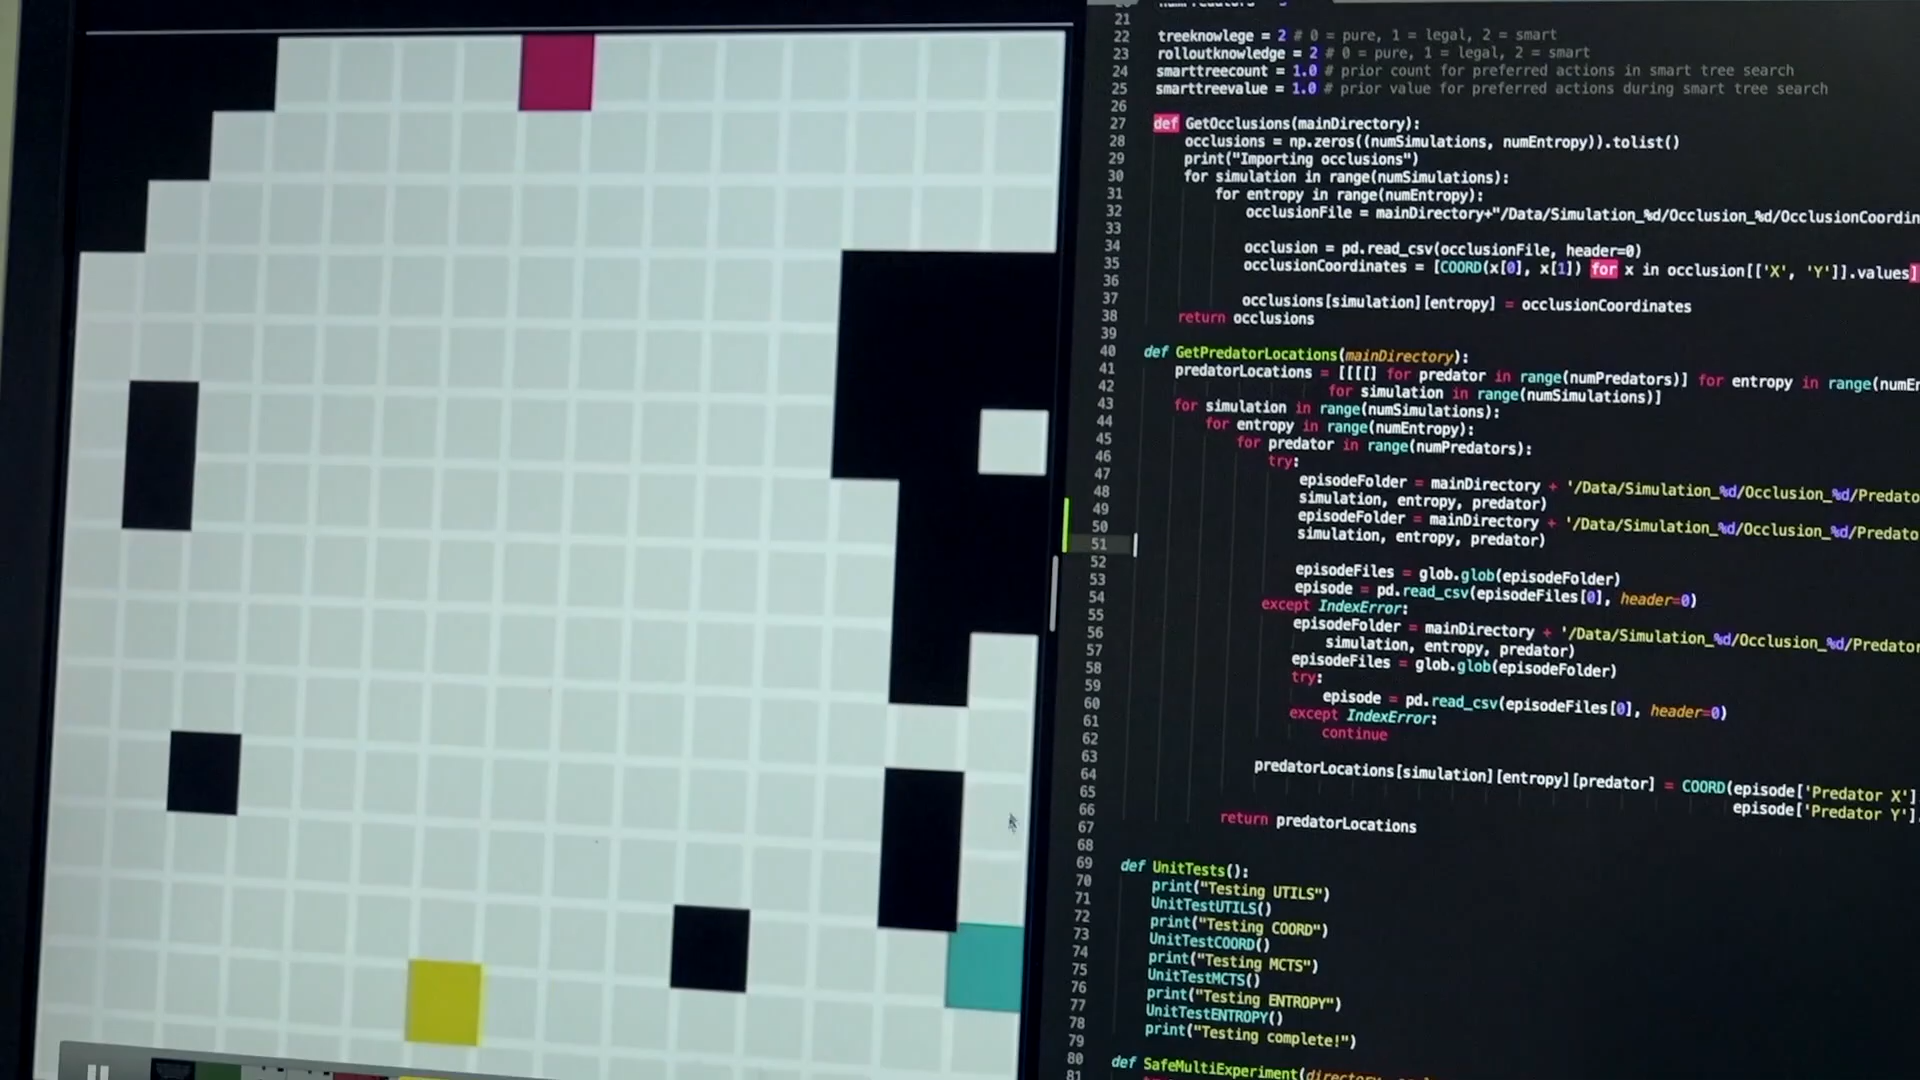 21
22 treeknowlege = 2 # 0 = pure, 1 = legal, 2 = smart
23 rolloutknowledge = 2 # 0 = pure, 1 = legal, 2 = smart
24 smarttreecount = 1.0 # prior count for preferred actions in smart tree search
25 smarttreevalue = 1.0 # prior value for preferred actions during smart tree search
26
27 def GetOcclusions(mainDirectory):
28 occlusions = np.zeros((numSimulations, numEntropy)).tolist()
29 print("Importing occlusions")
30 for simulation in range(numSimulations):
31 for entropy in range(numEntropy):
32 occlusionFile = mainDirectory+"/Data/Simulation_%d/Occlusion_%d/OcclusionCoordin
33
34 occlusion = pd.read_csv(occlusionFile, header=0)
35 occlusionCoordinates = [COORD(x[0], x[1]) for x in occlusion[['X', 'Y']].values]
36
37 occlusions[simulation][entropy] = occlusionCoordinates
38 return occlusions
39
40 def GetPredatorLocations(mainDirectory):
41 predatorLocations = [[[[] for predator in range(numPredators)] for entropy in range(numEn
42 for simulation in range(numSimulations)]
43 for simulation in range(numSimulations):
44 for entropy in range(numEntropy):
45 for predator in range(numPredators):
46 try:
47 episodeFolder = mainDirectory + '/Data/Simulation_%d/Occlusion_%d/Predato
48 simulation, entropy, predator)
49 episodeFolder = mainDirectory + '/Data/Simulation_%d/Occlusion_%d/Predato
50 simulation, entropy, predator)
51
52 episodeFiles = glob.glob(episodeFolder)
53 episode = pd.read_csv(episodeFiles[0], header=0)
54 except IndexError:
55 episodeFolder = mainDirectory + '/Data/Simulation_%d/Occlusion_%d/Predator
56 simulation, entropy, predator)
57 episodeFiles = glob.glob(episodeFolder)
58 try:
59 episode = pd.read_csv(episodeFiles[0], header=0)
60 except IndexError:
61 continue
62
63 predatorLocations[simulation][entropy][predator] = COORD(episode['Predator X']
64 episode['Predator Y'].
65
66 return predatorLocations
67
68
69 def UnitTests():
70 print("Testing UTILS")
71 UnitTestUTILS()
72 print("Testing COORD")
73 UnitTestCOORD()
74 print("Testing MCTS")
75 UnitTestMCTS()
76 print("Testing ENTROPY")
77 UnitTestENTROPY()
78 print("Testing complete!")
79
80 def SafeMultiExperiment(
81